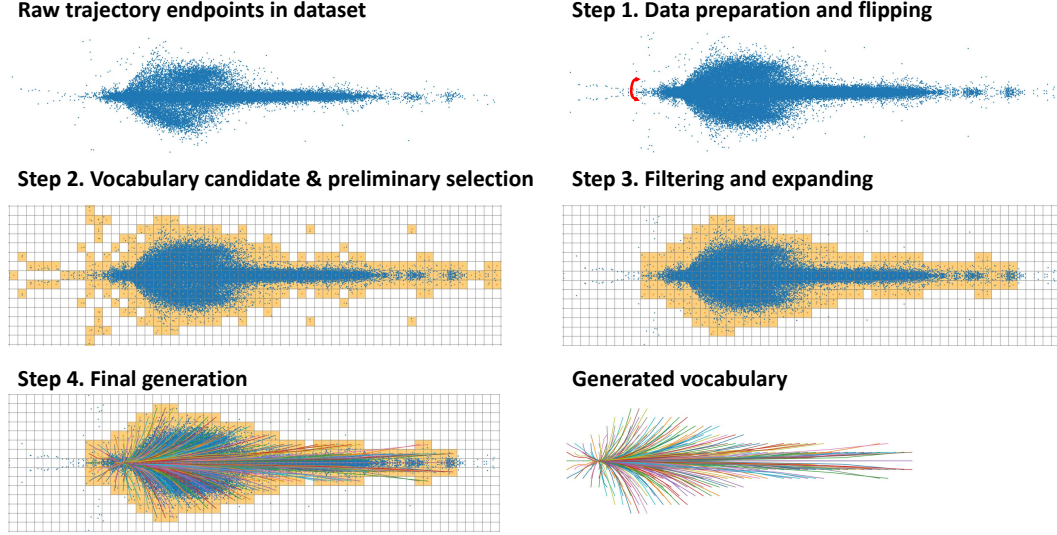 Raw trajectory endpoints in dataset
Step 1. Data preparation and flipping
Step 2. Vocabulary candidate & preliminary selection
Step 3. Filtering and expanding
Step 4. Final generation
Generated vocabulary